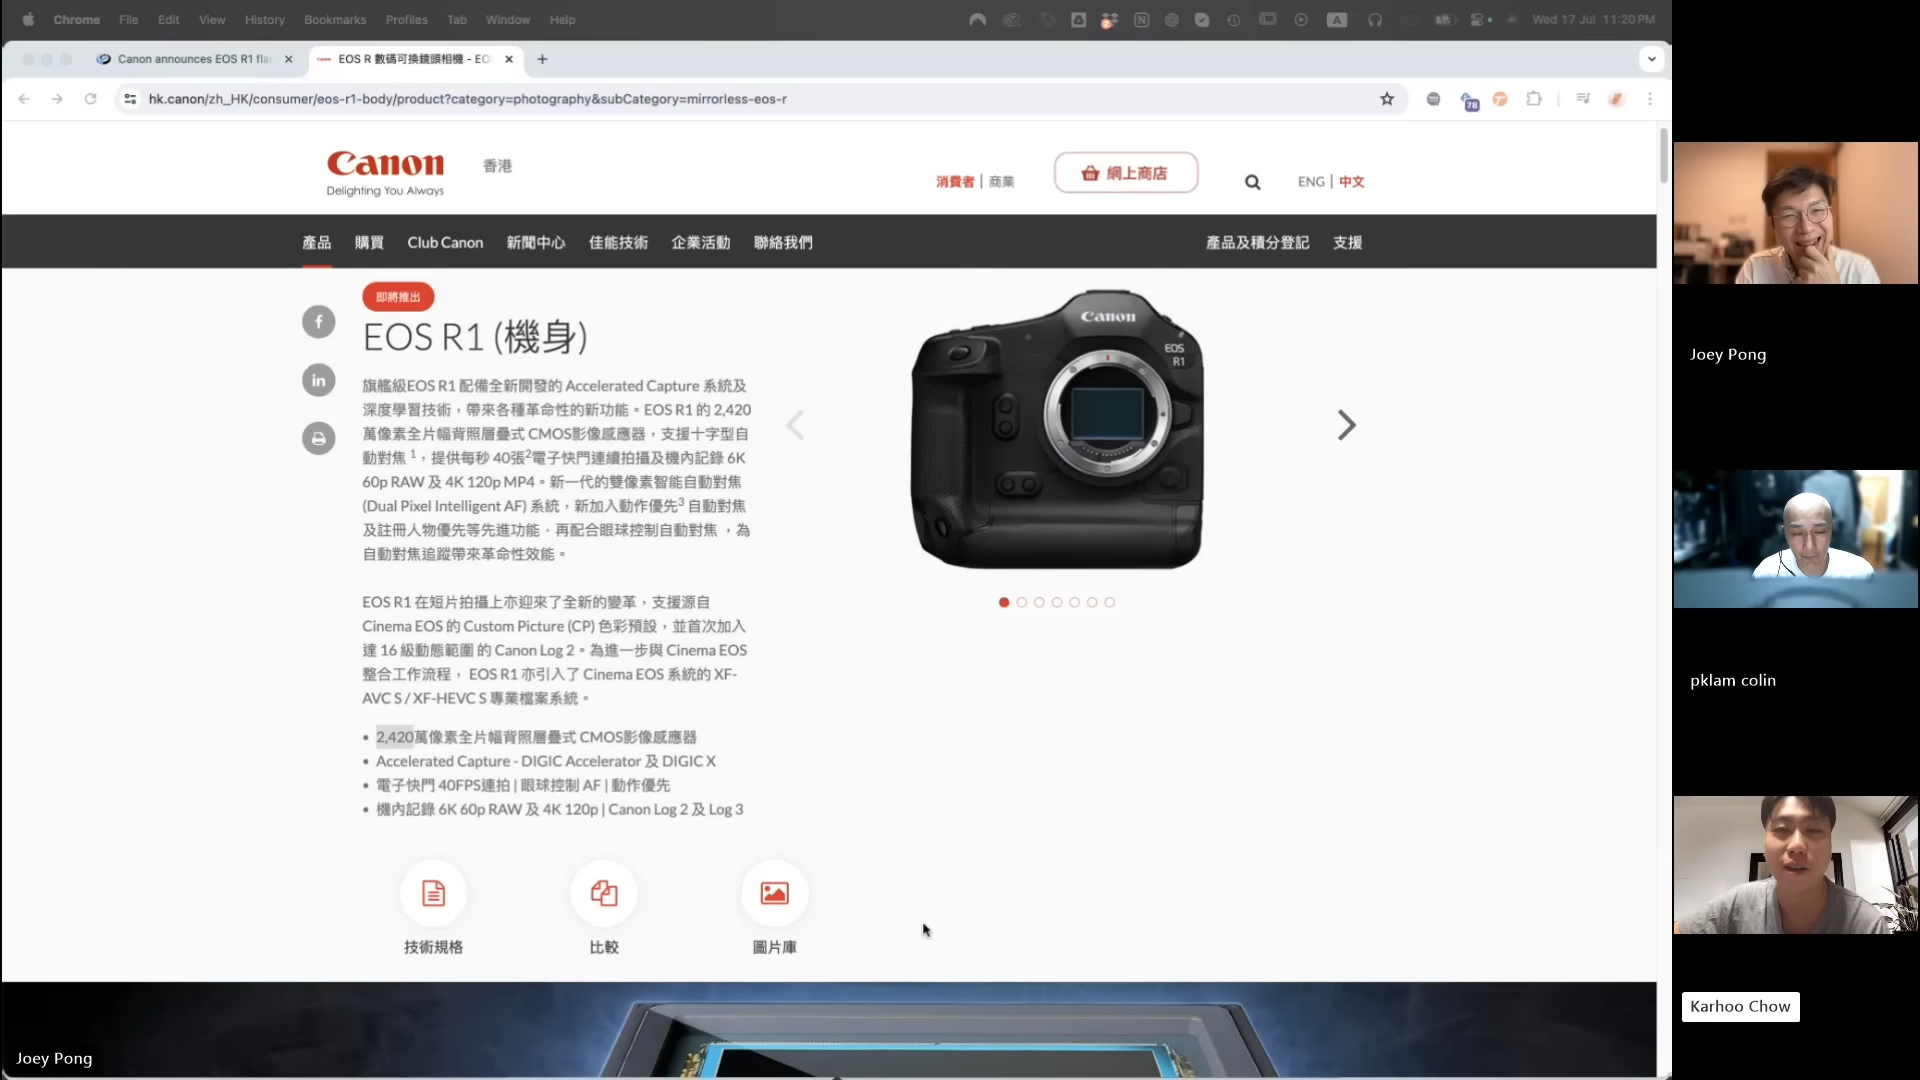 Chrome File Edit View History Bookmarks Profiles Tab Window Help
Wed 17 Jul 11:20 PM
Canon announces EOS R1 fla
EOS R 數碼可換鏡頭相機 - EO
hk.canon/zh_HK/consumer/eos-r1-body/product?category=photography&subCategory=mirrorless-eos-r
78
Canon
Delighting You Always
香港
消費者 | 商業
網上商店
ENG | 中文
產品 購買 Club Canon 新聞中心 佳能技術 企業活動 聯絡我們
產品及積分登記 支援
即將推出
EOS R1 (機身)
旗艦級EOS R1 配備全新開發的 Accelerated Capture 系統及
深度學習技術，帶來各種革命性的新功能。EOS R1 的 2,420
萬像素全片幅背照層疊式 CMOS影像感應器，支援十字型自
動對焦 1，提供每秒 40張2電子快門連續拍攝及機內記錄 6K
60p RAW 及 4K 120p MP4。新一代的雙像素智能自動對焦
(Dual Pixel Intelligent AF) 系統，新加入動作優先3 自動對焦
及註冊人物優先等先進功能，再配合眼球控制自動對焦 ，為
自動對焦追蹤帶來革命性效能。
EOS R1 在短片拍攝上亦迎來了全新的變革，支援源自
Cinema EOS 的 Custom Picture (CP) 色彩預設，並首次加入
達 16 級動態範圍 的 Canon Log 2。為進一步與 Cinema EOS
整合工作流程， EOS R1 亦引入了 Cinema EOS 系統的 XF-
AVC S / XF-HEVC S 專業檔案系統。
• 2,420萬像素全片幅背照層疊式 CMOS影像感應器
• Accelerated Capture - DIGIC Accelerator 及 DIGIC X
• 電子快門 40FPS連拍 | 眼球控制 AF | 動作優先
• 機內記錄 6K 60p RAW 及 4K 120p | Canon Log 2 及 Log 3
技術規格 比較 圖片庫
Canon
EOS
R1
Joey Pong
Joey Pong
pklam colin
Karhoo Chow